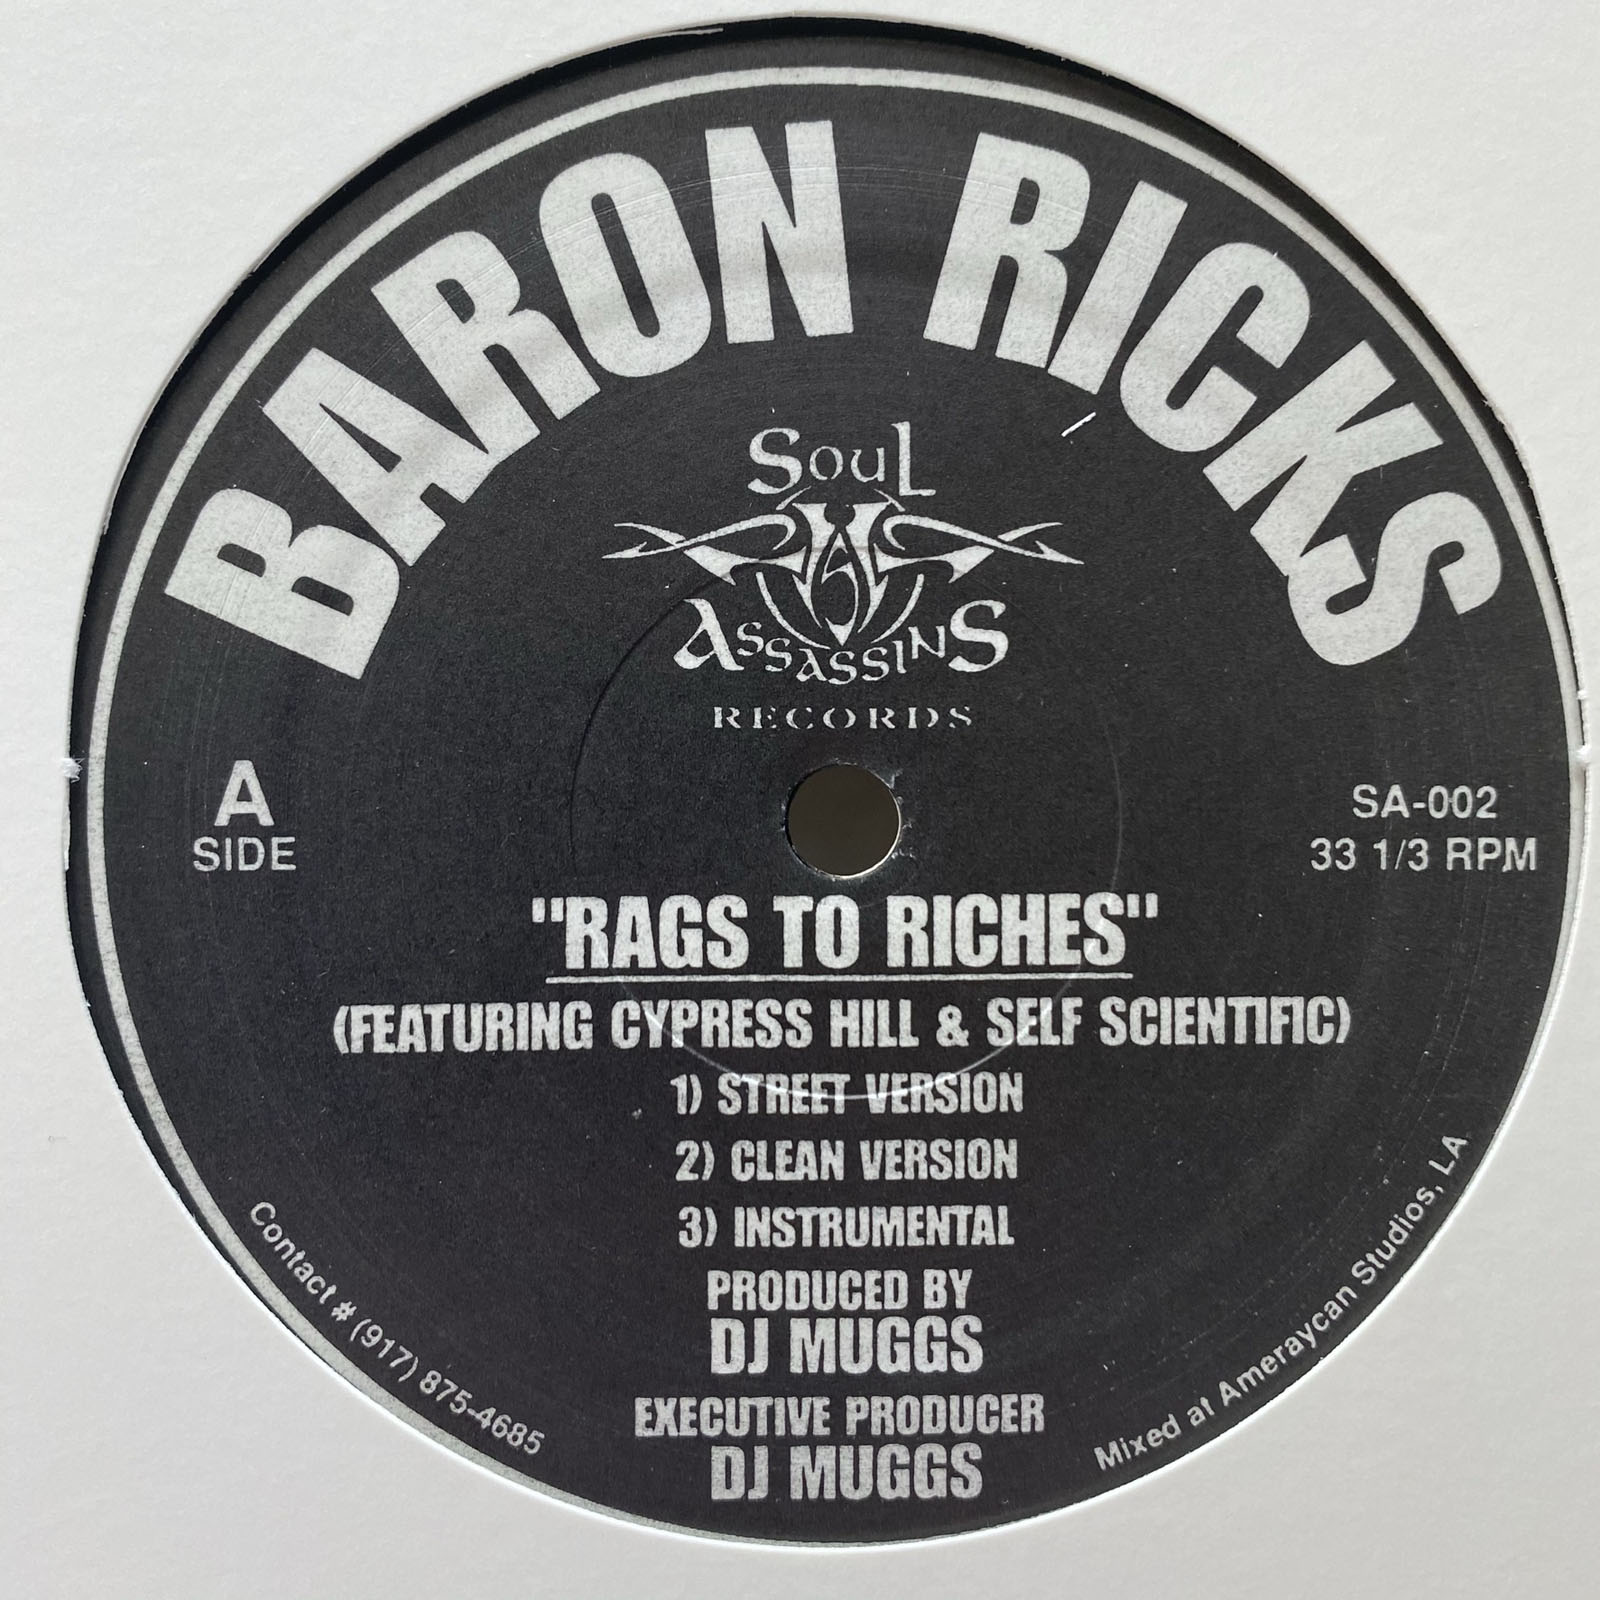 BARON RICKS
SOUL
ASSASSINS
RECORDS
A
SIDE
SA-002
33 1/3 RPM
"RAGS TO RICHES"
(FEATURING CYPRESS HILL & SELF SCIENTIFIC)
1) STREET VERSION
2) CLEAN VERSION
3) INSTRUMENTAL
PRODUCED BY
DJ MUGGS
EXECUTIVE PRODUCER
DJ MUGGS
Contact # (917) 875-4685
Mixed at Ameraycan Studios, LA